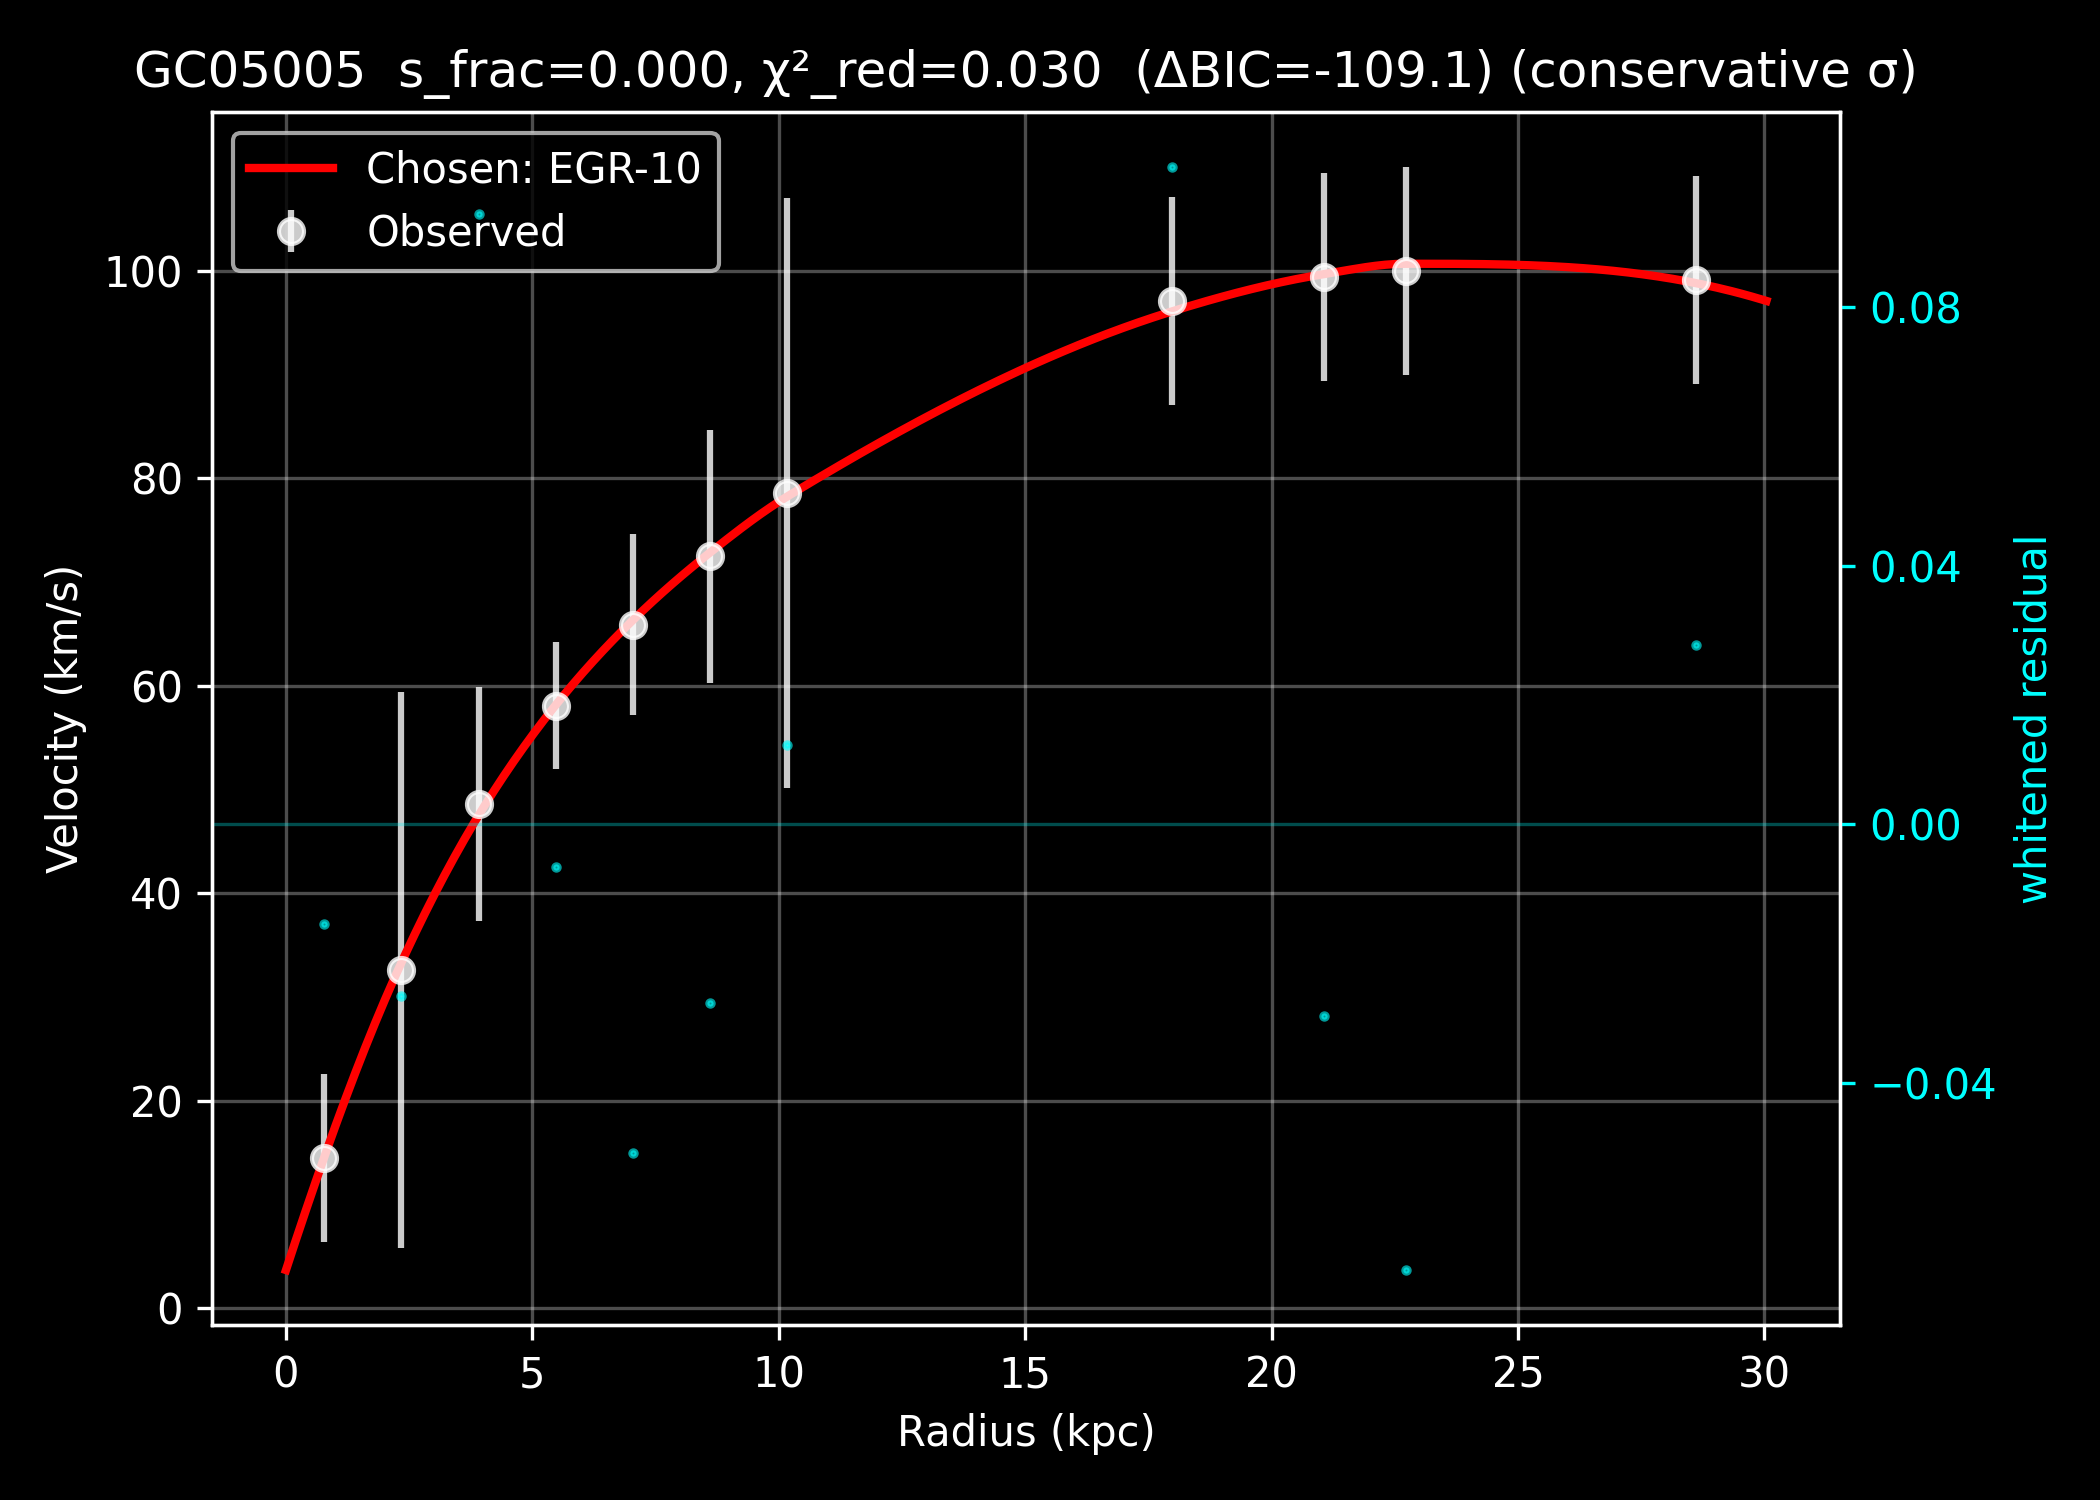 GC05005  s_frac=0.000, χ²_red=0.030  (ΔBIC=-109.1) (conservative σ)
Chosen: EGR-10
Observed
100
80
60
40
20
0
Velocity (km/s)
0.08
0.04
0.00
−0.04
whitened residual
0 5 10 15 20 25 30
Radius (kpc)